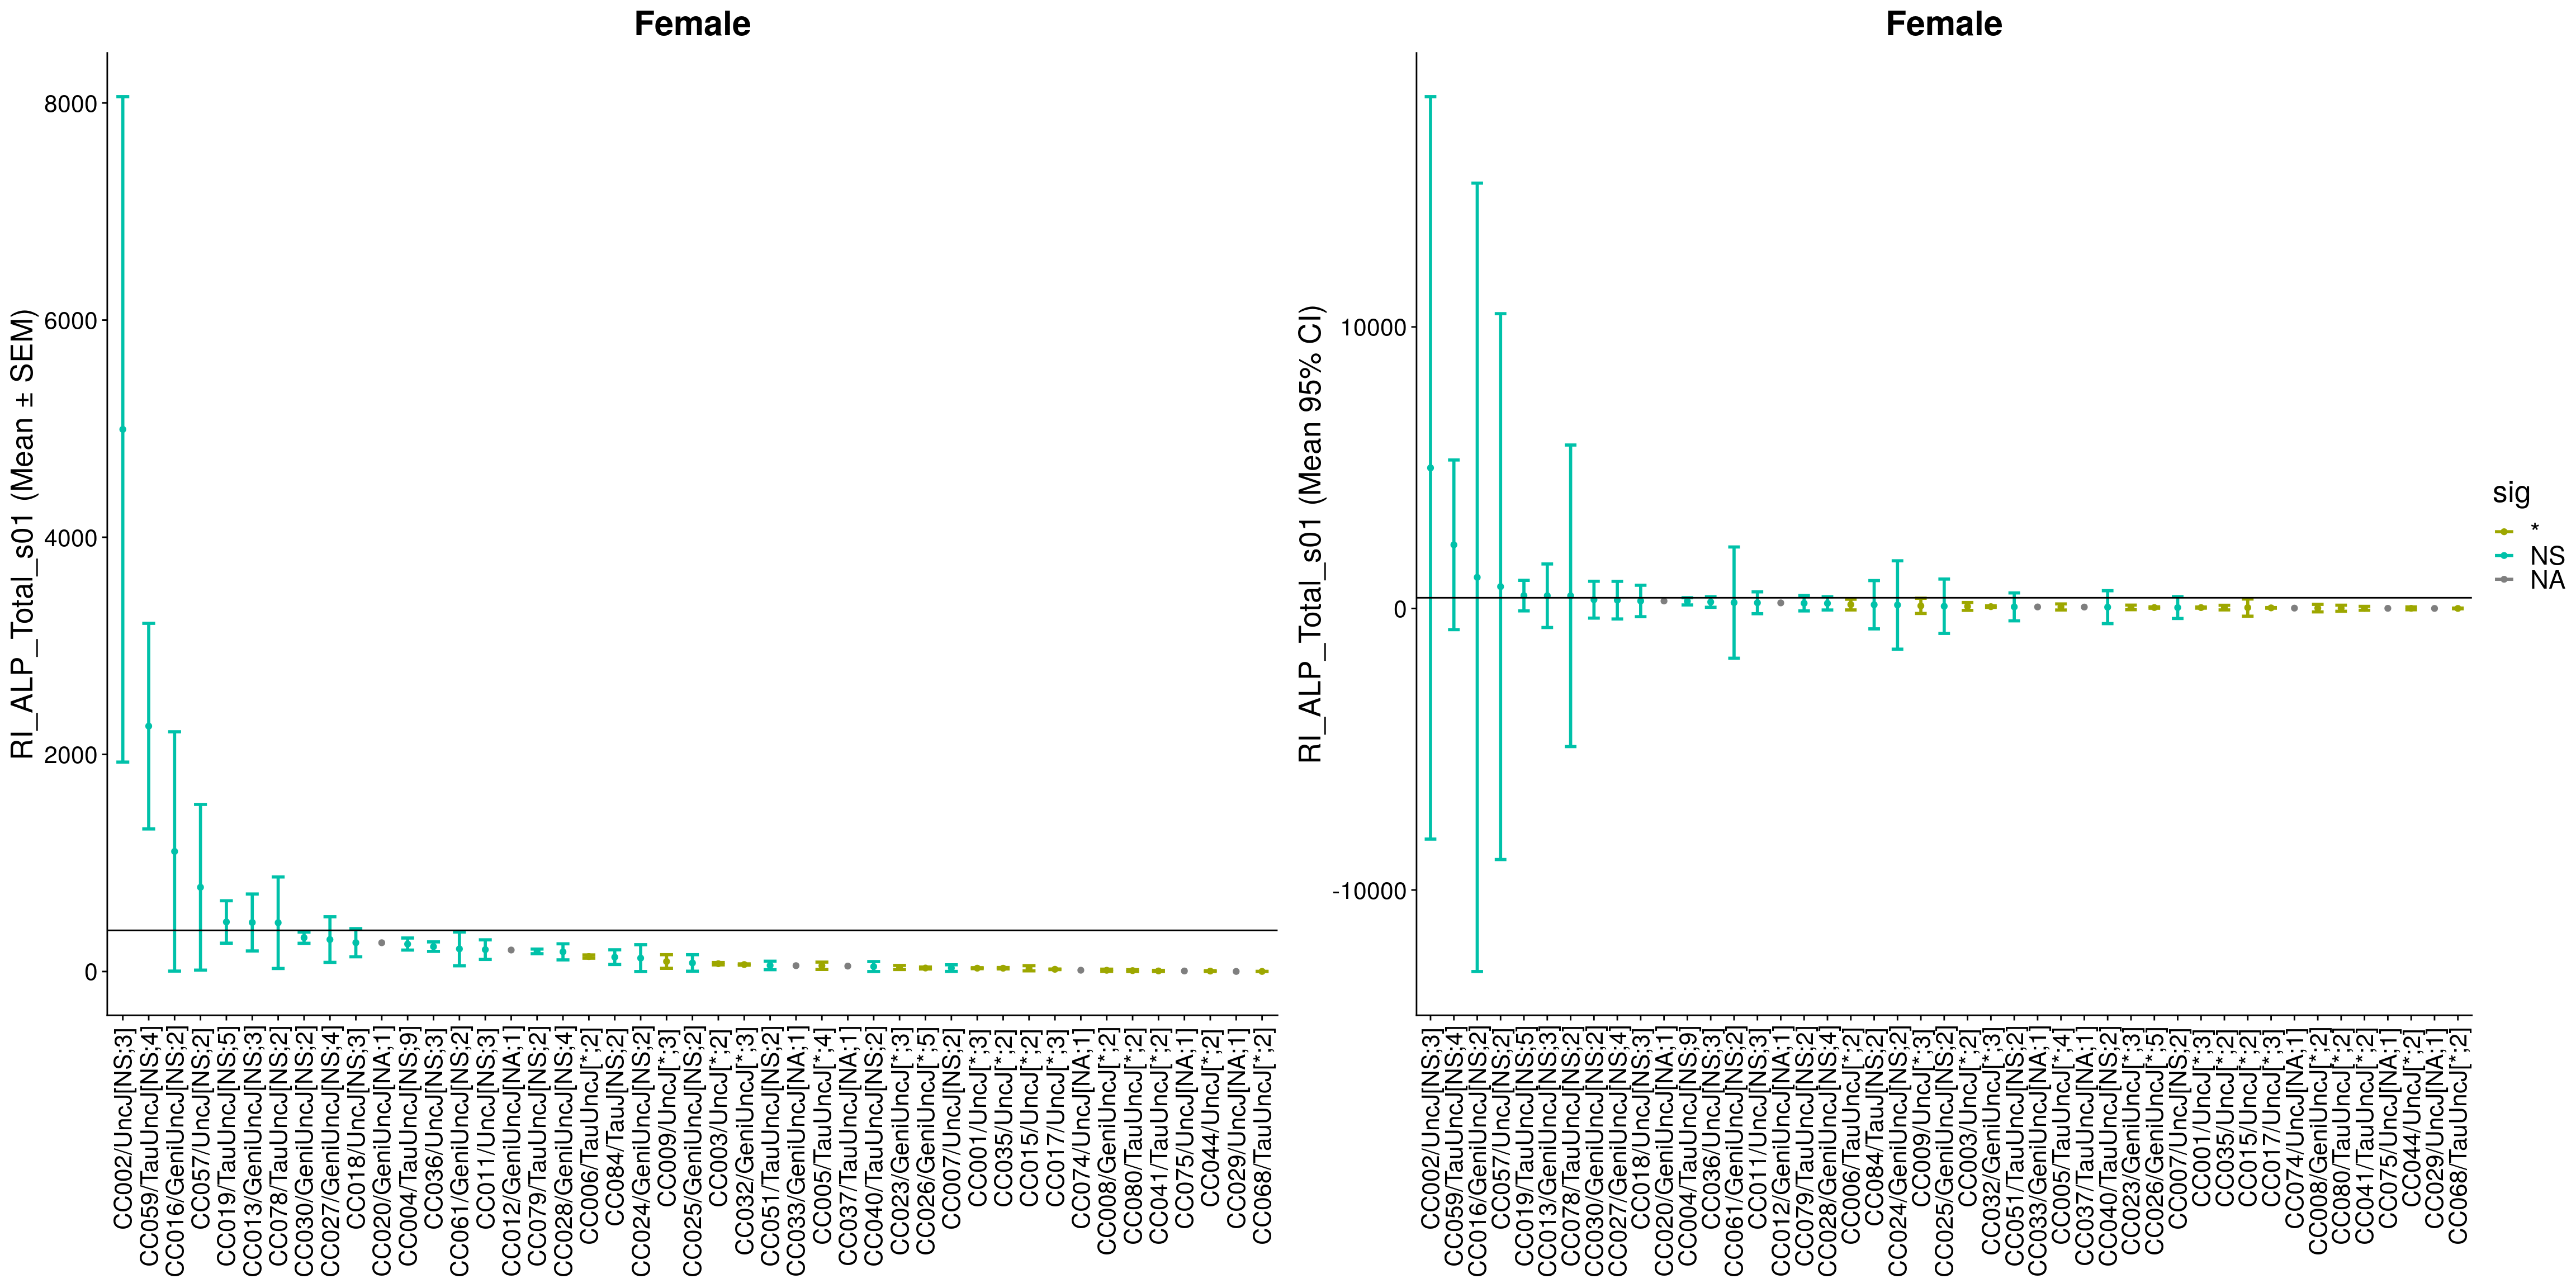 Female
RI_ALP_Total_s01 (Mean ± SEM)
8000
6000
4000
2000
0
CC002/UncJ[NS;3]
CC059/TauUncJ[NS;4]
CC016/GeniUncJ[NS;2]
CC057/UncJ[NS;2]
CC019/TauUncJ[NS;5]
CC013/GeniUncJ[NS;3]
CC078/TauUncJ[NS;2]
CC030/GeniUncJ[NS;2]
CC027/GeniUncJ[NS;4]
CC018/UncJ[NS;3]
CC020/GeniUncJ[NA;1]
CC004/TauUncJ[NS;9]
CC036/UncJ[NS;3]
CC061/GeniUncJ[NS;2]
CC011/UncJ[NS;3]
CC012/GeniUncJ[NA;1]
CC079/TauUncJ[NS;2]
CC028/GeniUncJ[NS;4]
CC006/TauUncJ[*;2]
CC084/TauJ[NS;2]
CC024/GeniUncJ[NS;2]
CC009/UncJ[*;3]
CC025/GeniUncJ[NS;2]
CC003/UncJ[*;2]
CC032/GeniUncJ[*;3]
CC051/TauUncJ[NS;2]
CC033/GeniUncJ[NA;1]
CC005/TauUncJ[*;4]
CC037/TauUncJ[NA;1]
CC040/TauUncJ[NS;2]
CC023/GeniUncJ[*;3]
CC026/GeniUncJ[*;5]
CC007/UncJ[NS;2]
CC001/UncJ[*;3]
CC035/UncJ[*;2]
CC015/UncJ[*;2]
CC017/UncJ[*;3]
CC074/UncJ[NA;1]
CC008/GeniUncJ[*;2]
CC080/TauUncJ[*;2]
CC041/TauUncJ[*;2]
CC075/UncJ[NA;1]
CC044/UncJ[*;2]
CC029/UncJ[NA;1]
CC068/TauUncJ[*;2]
Female
RI_ALP_Total_s01 (Mean 95% CI)
10000
0
-10000
CC002/UncJ[NS;3]
CC059/TauUncJ[NS;4]
CC016/GeniUncJ[NS;2]
CC057/UncJ[NS;2]
CC019/TauUncJ[NS;5]
CC013/GeniUncJ[NS;3]
CC078/TauUncJ[NS;2]
CC030/GeniUncJ[NS;2]
CC027/GeniUncJ[NS;4]
CC018/UncJ[NS;3]
CC020/GeniUncJ[NA;1]
CC004/TauUncJ[NS;9]
CC036/UncJ[NS;3]
CC061/GeniUncJ[NS;2]
CC011/UncJ[NS;3]
CC012/GeniUncJ[NA;1]
CC079/TauUncJ[NS;2]
CC028/GeniUncJ[NS;4]
CC006/TauUncJ[*;2]
CC084/TauJ[NS;2]
CC024/GeniUncJ[NS;2]
CC009/UncJ[*;3]
CC025/GeniUncJ[NS;2]
CC003/UncJ[*;2]
CC032/GeniUncJ[*;3]
CC051/TauUncJ[NS;2]
CC033/GeniUncJ[NA;1]
CC005/TauUncJ[*;4]
CC037/TauUncJ[NA;1]
CC040/TauUncJ[NS;2]
CC023/GeniUncJ[*;3]
CC026/GeniUncJ[*;5]
CC007/UncJ[NS;2]
CC001/UncJ[*;3]
CC035/UncJ[*;2]
CC015/UncJ[*;2]
CC017/UncJ[*;3]
CC074/UncJ[NA;1]
CC008/GeniUncJ[*;2]
CC080/TauUncJ[*;2]
CC041/TauUncJ[*;2]
CC075/UncJ[NA;1]
CC044/UncJ[*;2]
CC029/UncJ[NA;1]
CC068/TauUncJ[*;2]
sig
*
NS
NA